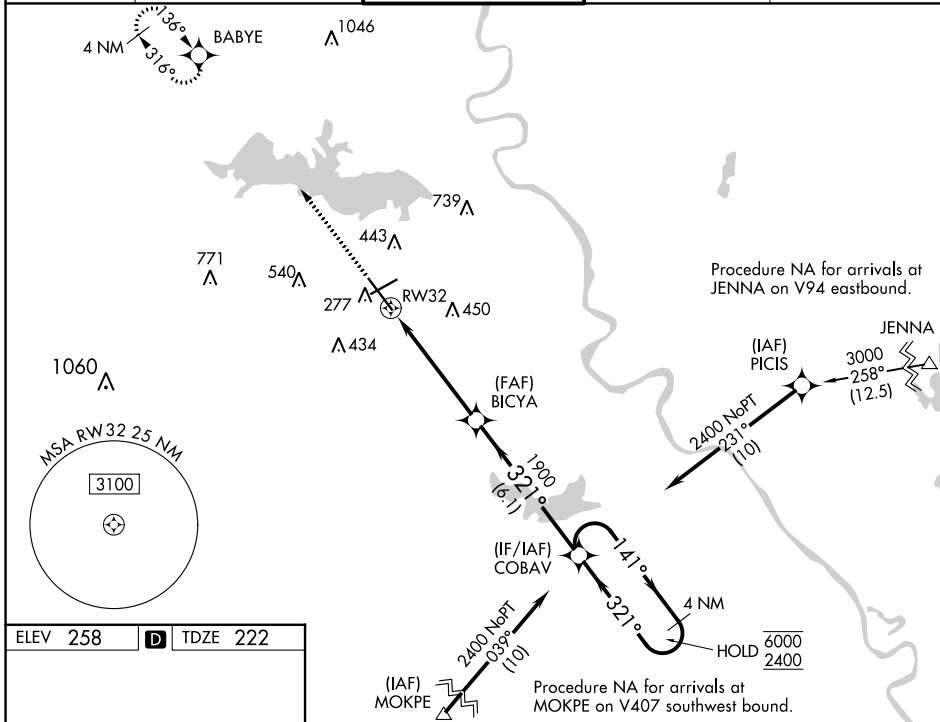 136°
BABYE
4 NM
316°
1046
739
443
771
540
277
RW32
450
434
Procedure NA for arrivals at
JENNA on V94 eastbound.
JENNA
(IAF)
PICIS
3000
258°
(12.5)
1060
(FAF)
BICYA
2400 NoPT
231°
(10)
MSA RW32 25 NM
3100
1900
321°
(6.1)
(IF/IAF)
COBAV
141°
321°
4 NM
HOLD 6000
2400
2400 NoPT
039°
(10)
(IAF)
MOKPE
Procedure NA for arrivals at
MOKPE on V407 southwest bound.
ELEV 258 D TDZE 222